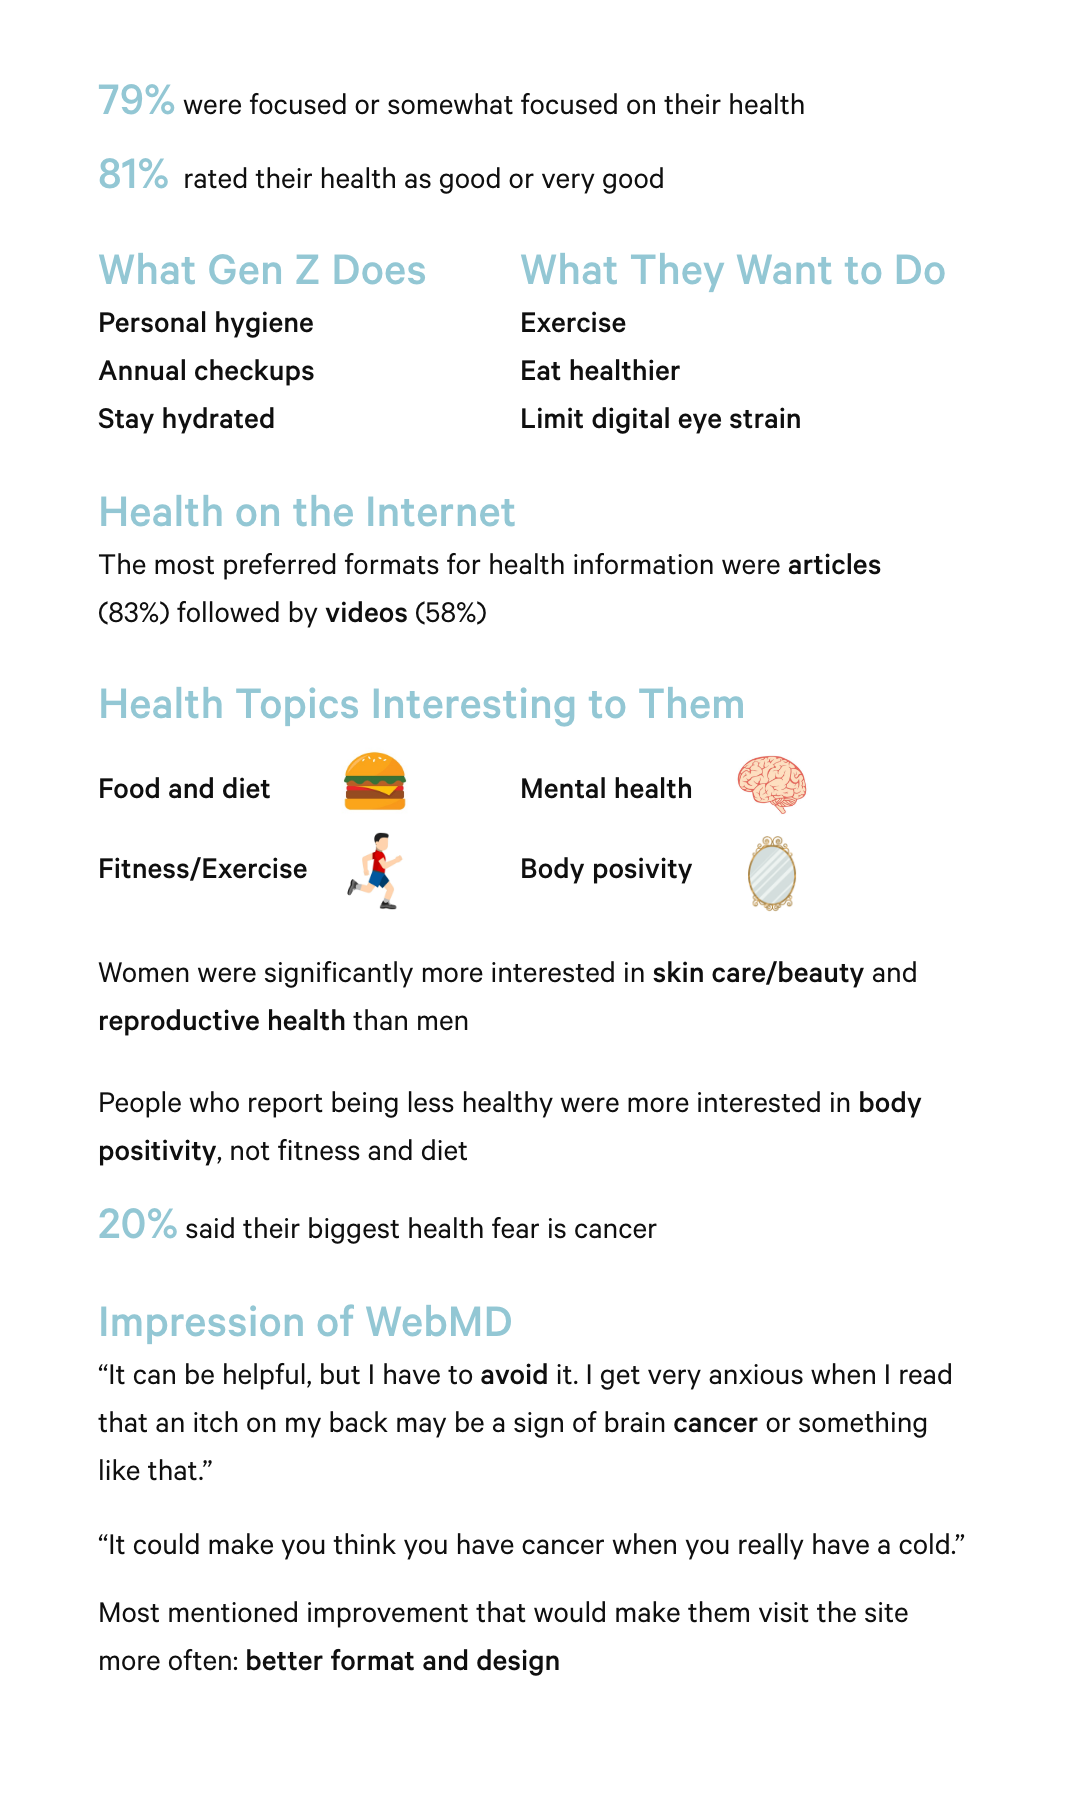 79% were focused or somewhat focused on their health
81% rated their health as good or very good
What Gen Z Does
Personal hygiene
Annual checkups
Stay hydrated
What They Want to Do
Exercise
Eat healthier
Limit digital eye strain
Health on the Internet
The most preferred formats for health information were articles
(83%) followed by videos (58%)
Health Topics Interesting to Them
Food and diet
Mental health
Fitness/Exercise
Body posivity
Women were significantly more interested in skin care/beauty and
reproductive health than men
People who report being less healthy were more interested in body
positivity, not fitness and diet
20% said their biggest health fear is cancer
Impression of WebMD
“It can be helpful, but I have to avoid it. I get very anxious when I read
that an itch on my back may be a sign of brain cancer or something
like that.”
“It could make you think you have cancer when you really have a cold.”
Most mentioned improvement that would make them visit the site
more often: better format and design